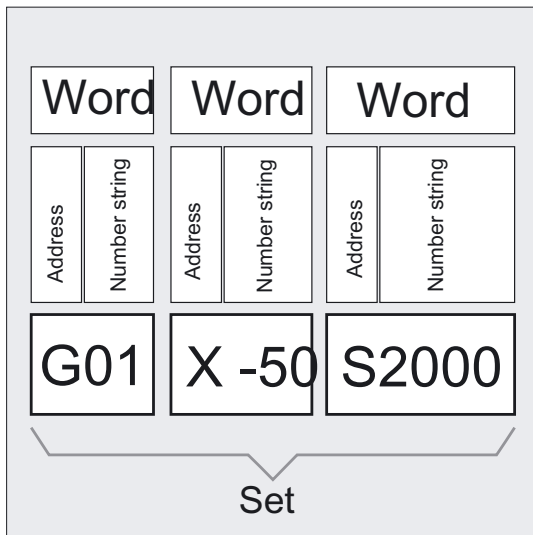 Word Word Word
Address Number string Address Number string Address Number string
G01 X -50 S2000
Set